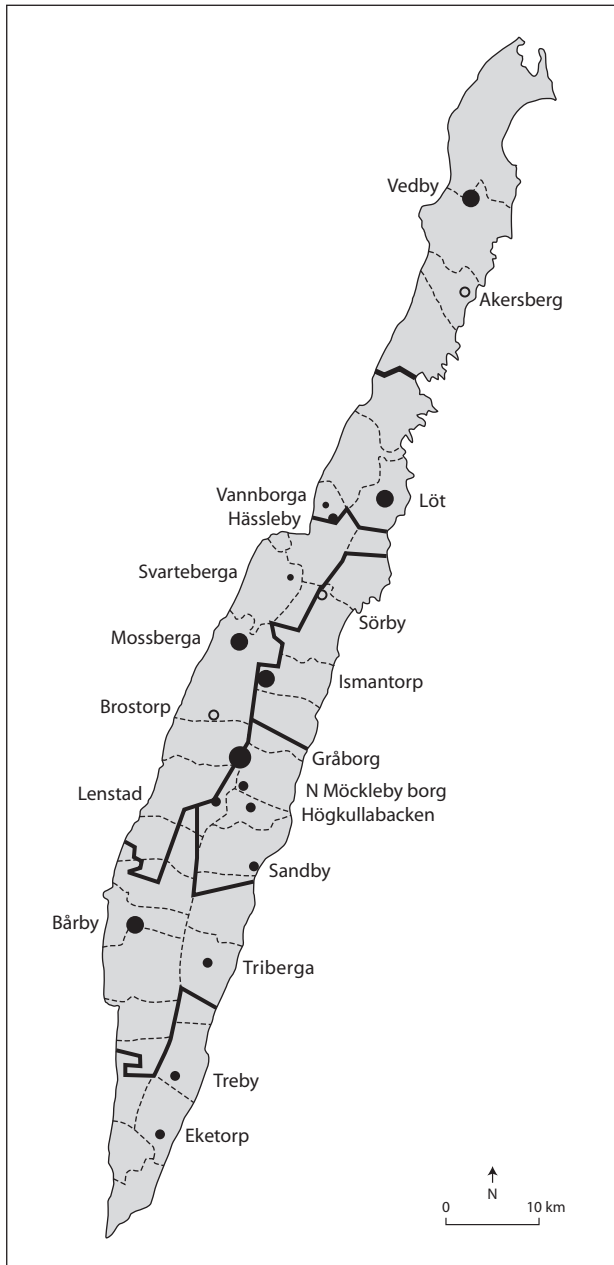 Vedby
Akersberg
Vannborga
Hässleby
Löt
Svarteberga
Sörby
Mossberga
Ismantorp
Brostorp
Gråborg
N Möckleby borg
Lenstad
Högkullabacken
Sandby
Bårby
Triberga
Treby
Eketorp
N
0 10 km